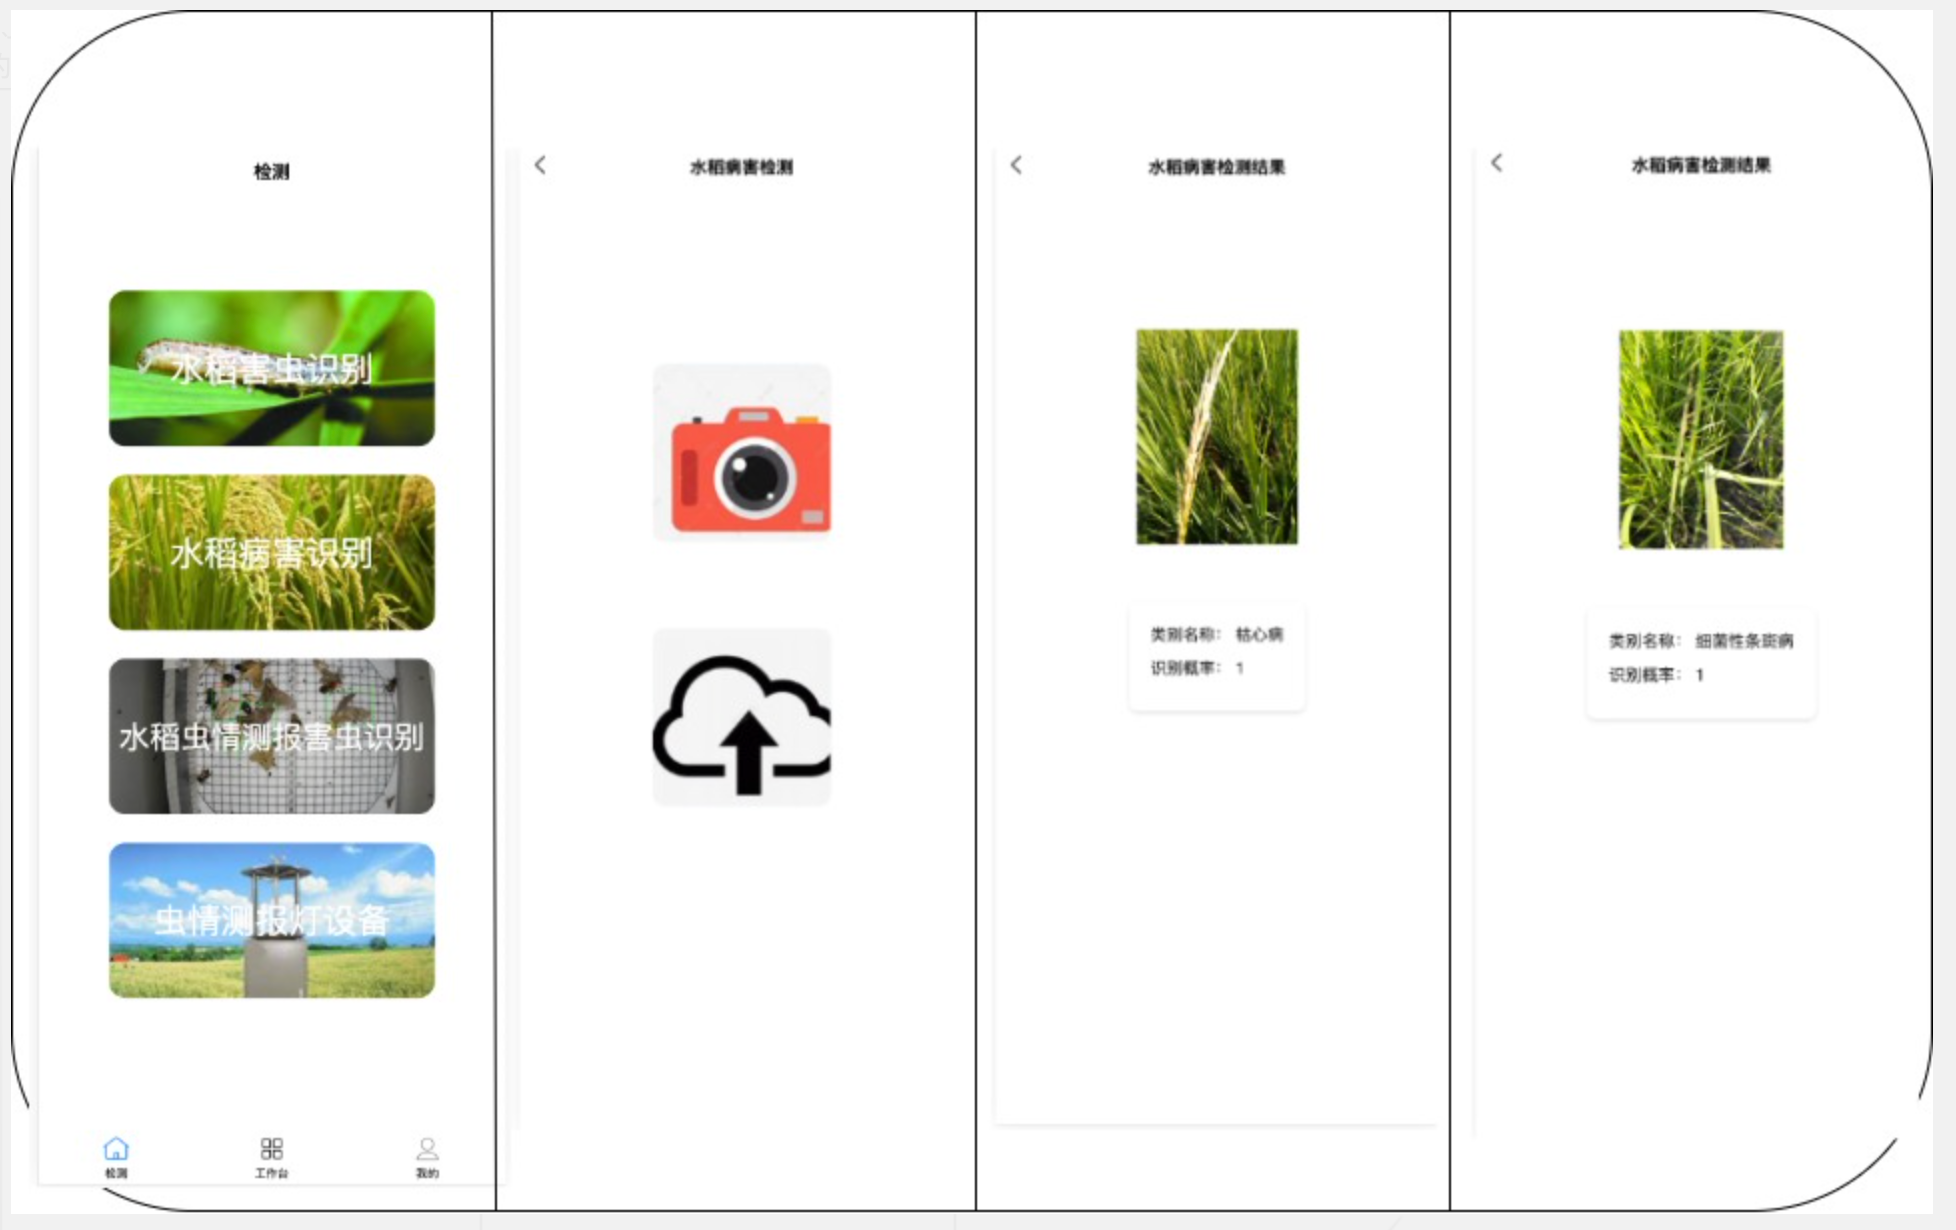 检测
水稻害虫识别
水稻病害识别
水稻虫情测报害虫识别
虫情测报灯设备
检测
工作台
我的
水稻病害检测
水稻病害检测结果
类别名称： 枯心病
识别概率： 1
水稻病害检测结果
类别名称： 细菌性条斑病
识别概率： 1